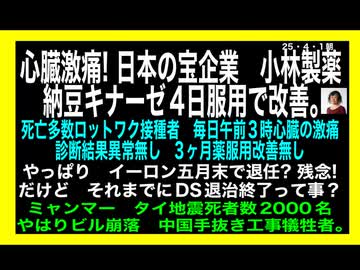 25・4・1朝
心臓激痛! 日本の宝企業　小林製薬
納豆キナーゼ4日服用で改善。
死亡多数ロットワク接種者　毎日午前3時心臓の激痛
診断結果異常無し　3ヶ月薬服用改善無し
やっぱり　イーロン五月末で退任? 残念!
だけど　それまでにDS退治終了って事?
ミャンマー　タイ地震死者数2000名
やはりビル崩落　中国手抜き工事犠牲者。